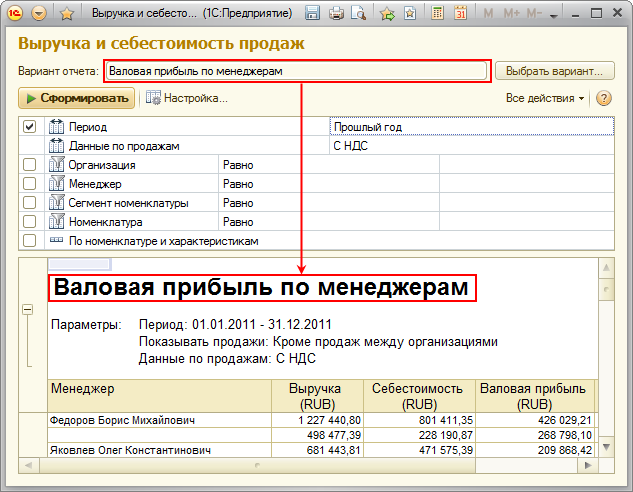 Выручка и себесто... (1С:Предприятие)
M M+ M-
Выручка и себестоимость продаж
Вариант отчета: Валовая прибыль по менеджерам Выбрать вариант...
Сформировать Настройка... Все действия ?
Период Прошлый год
Данные по продажам С НДС
Организация Равно
Менеджер Равно
Сегмент номенклатуры Равно
Номенклатура Равно
По номенклатуре и характеристикам
Валовая прибыль по менеджерам
Параметры: Период: 01.01.2011 - 31.12.2011
Показывать продажи: Кроме продаж между организациями
Данные по продажам: С НДС
Менеджер Выручка (RUB) Себестоимость (RUB) Валовая прибыль (RUB)
Федоров Борис Михайлович 1 227 440,80 801 411,35 426 029,21
498 477,39 228 190,87 268 798,10
Яковлев Олег Константинович 681 443,81 471 575,39 209 868,42